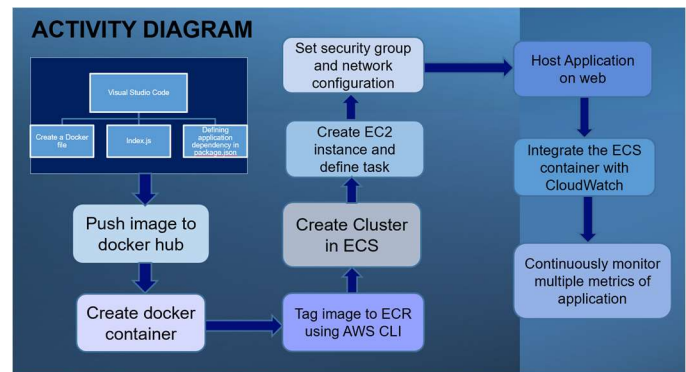 ACTIVITY DIAGRAM
Visual Studio Code
Create a Docker
file
Index.js
Defining
application
dependency in
package.json
Push image to
docker hub
Create docker
container
Tag image to ECR
using AWS CLI
Create Cluster
in ECS
Create EC2
instance and
define task
Set security group
and network
configuration
Host Application
on web
Integrate the ECS
container with
CloudWatch
Continuously monitor
multiple metrics of
application